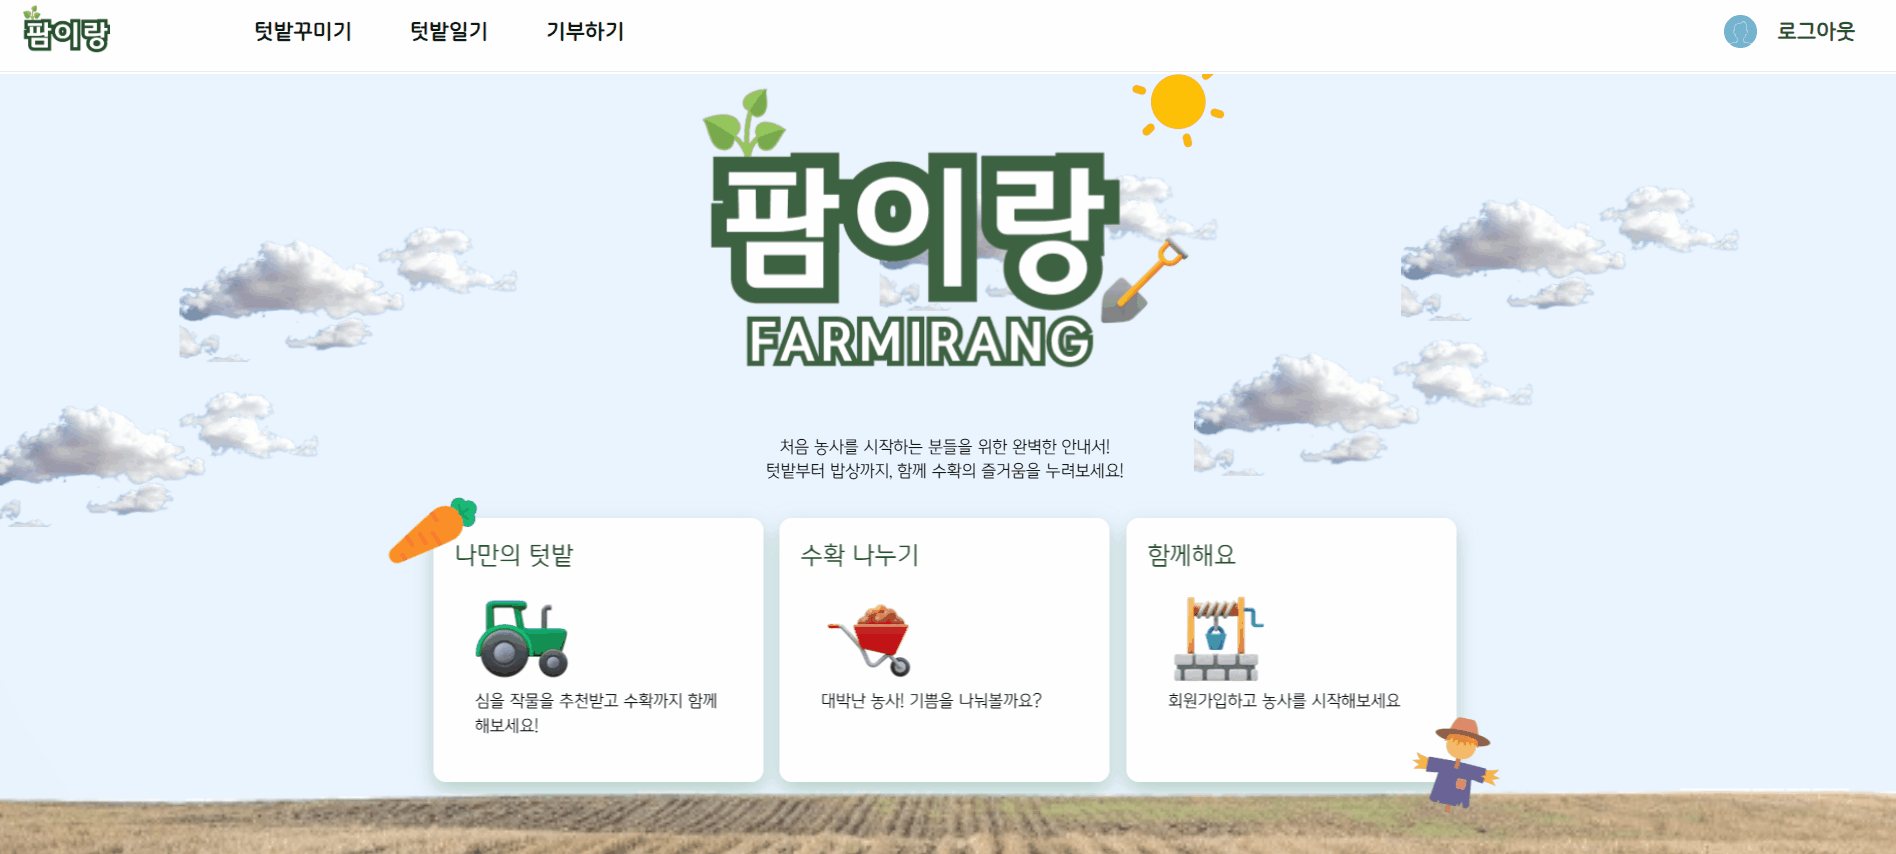 팜이랑
텃밭꾸미기
텃밭일기
기부하기
로그아웃
팜이랑
FARMIRANG
처음 농사를 시작하는 분들을 위한 완벽한 안내서!
텃밭부터 밥상까지, 함께 수확의 즐거움을 누려보세요!
나만의 텃밭
심을 작물을 추천받고 수확까지 함께
해보세요!
수확 나누기
대박난 농사! 기쁨을 나눠볼까요?
함께해요
회원가입하고 농사를 시작해보세요